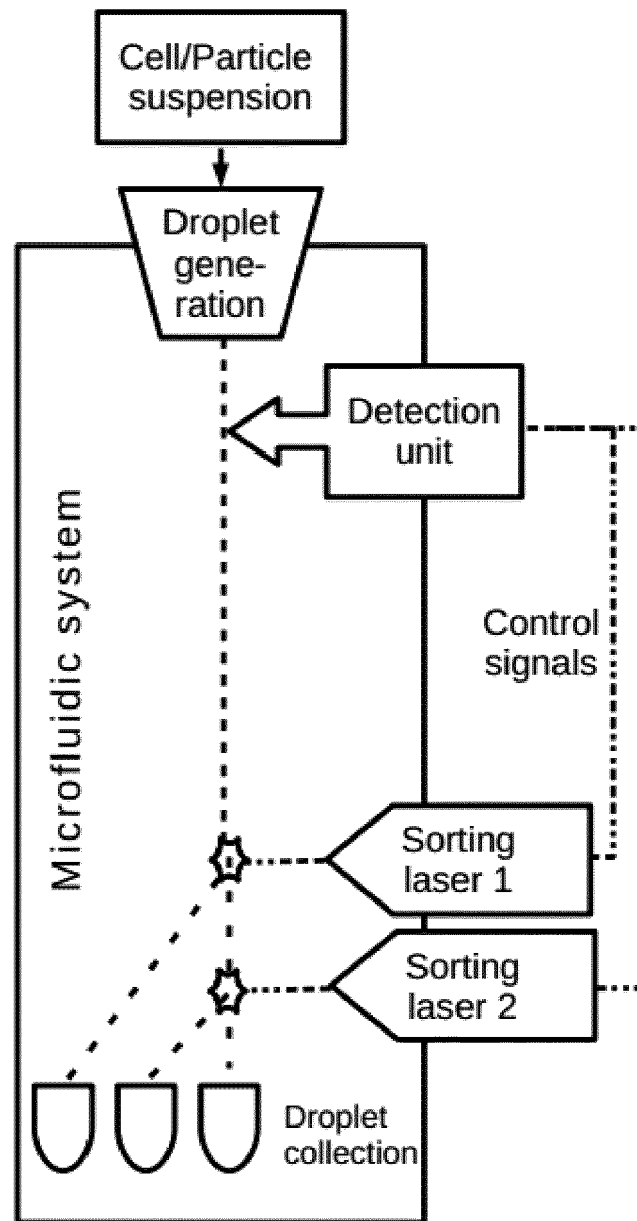 Cell/Particle
suspension
Droplet
gene-
ration
Detection
unit
Microfluidic system
Control
signals
Sorting
laser 1
Sorting
laser 2
Droplet
collection